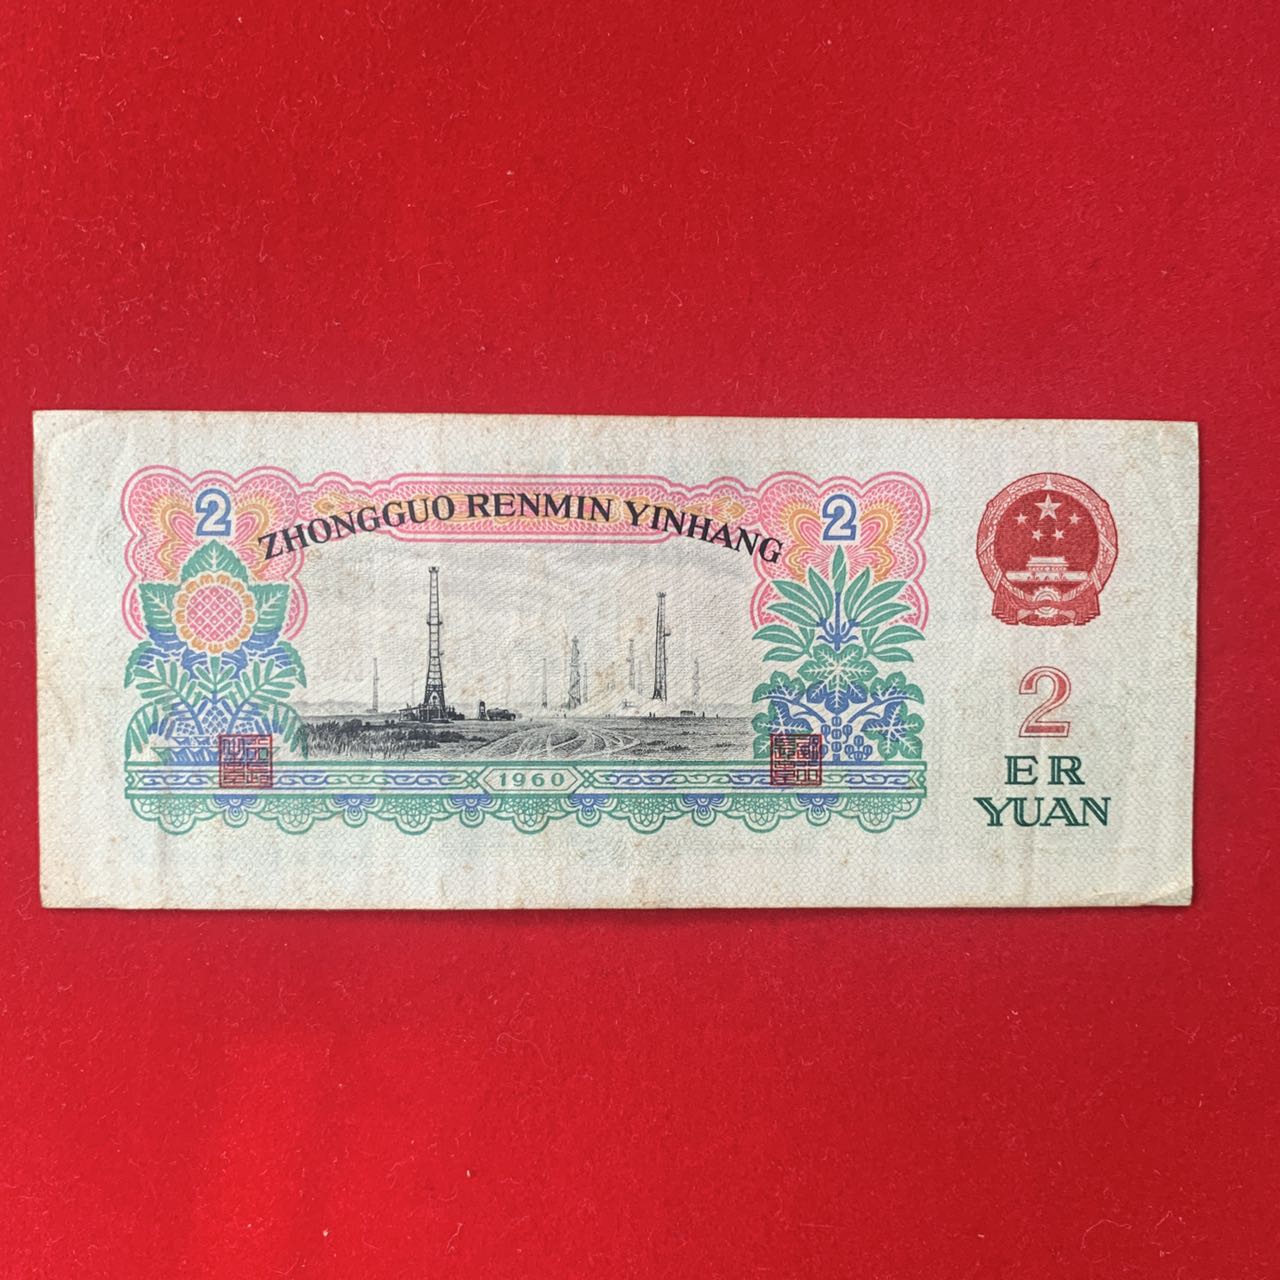 2
ZHONGGUO RENMIN YINHANG
2
1960
2
ER
YUAN